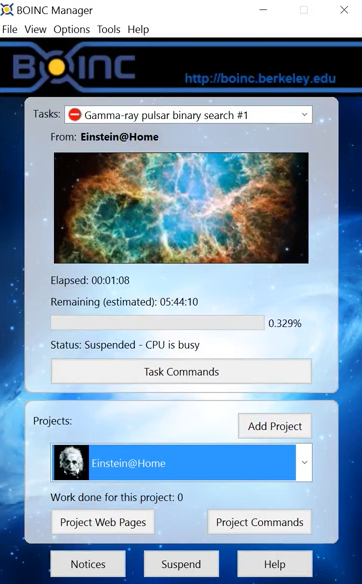 BOINC Manager
File View Options Tools Help
BOINC
http://boinc.berkeley.edu
Tasks: Gamma-ray pulsar binary search #1
From: Einstein@Home
Elapsed: 00:01:08
Remaining (estimated): 05:44:10
0.329%
Status: Suspended - CPU is busy
Task Commands
Projects:
Add Project
Einstein@Home
Work done for this project: 0
Project Web Pages Project Commands
Notices Suspend Help